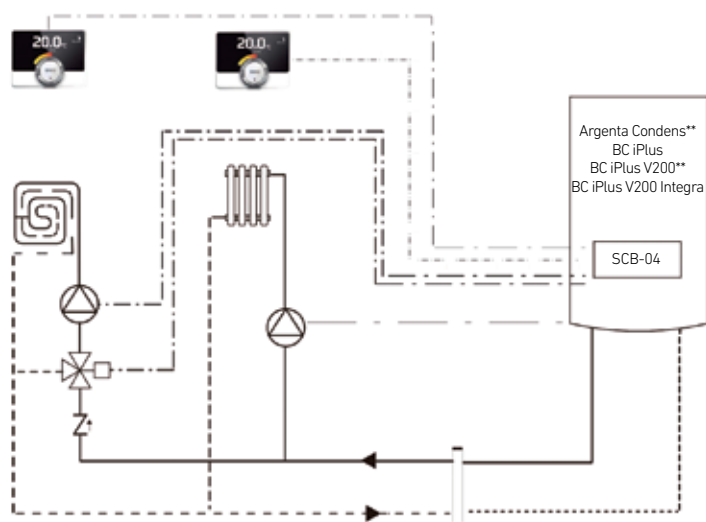 20.0°C
20.0°C
Argenta Condens**
BC iPlus
BC iPlus V200**
BC iPlus V200 Integra
SCB-04